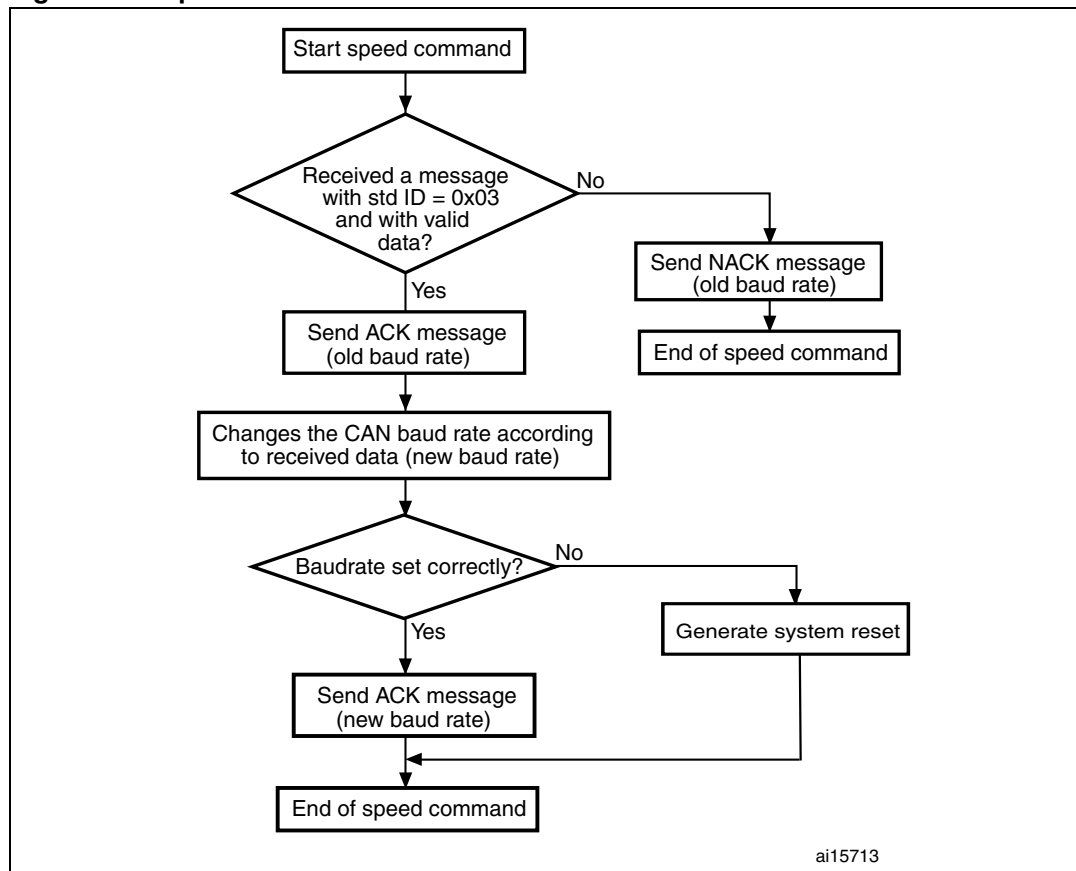 Start speed command
Received a message
with std ID = 0x03
and with valid
data?
No
Yes
Send NACK message
(old baud rate)
End of speed command
Send ACK message
(old baud rate)
Changes the CAN baud rate according
to received data (new baud rate)
Baudrate set correctly?
No
Yes
Generate system reset
Send ACK message
(new baud rate)
End of speed command
ai15713